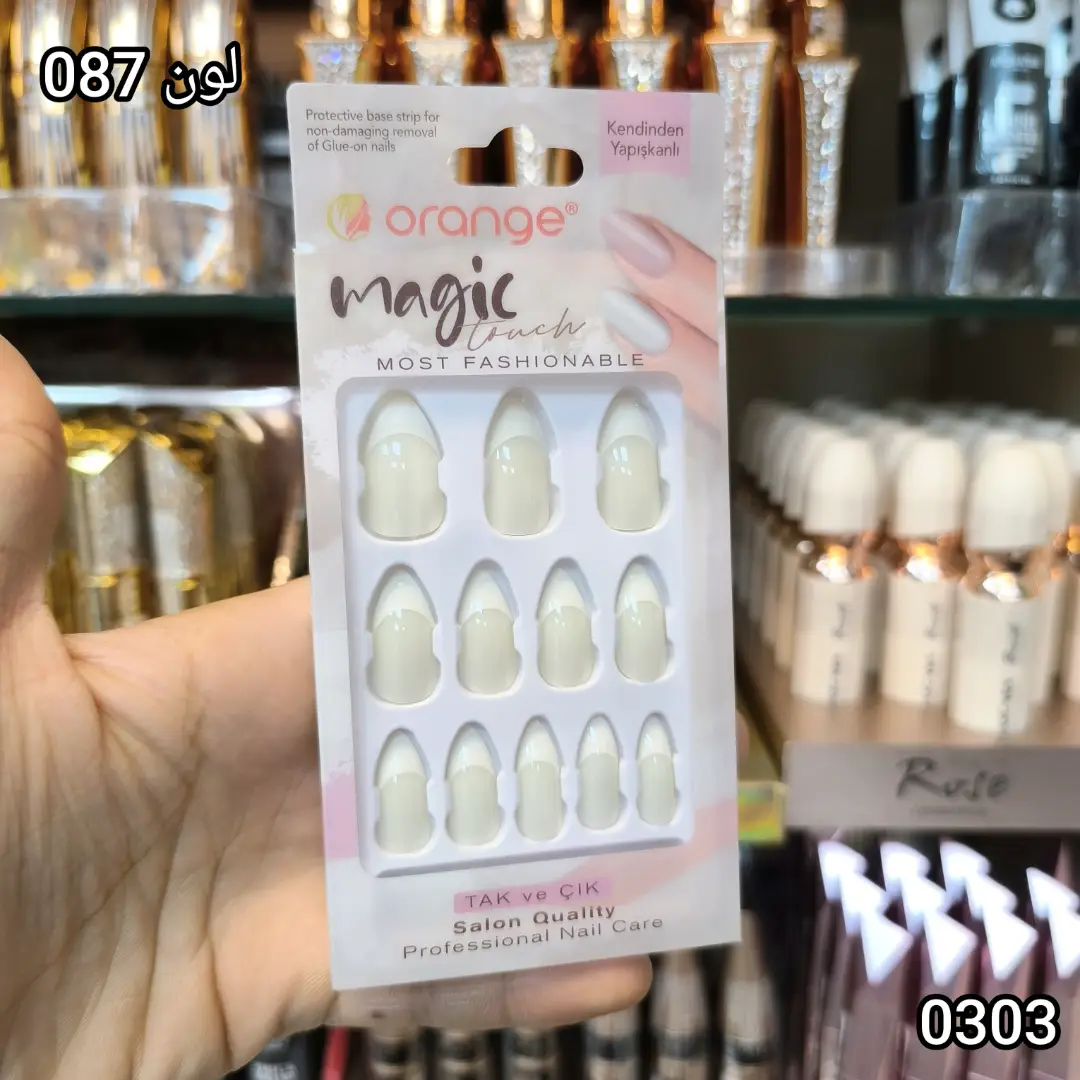 لون 087
Protective base strip for
non-damaging removal
of Glue-on nails
Kendinden
Yapışkanlı
orange®
magic
touch
MOST FASHIONABLE
TAK ve ÇIK
Salon Quality
Professional Nail Care
Rose
0303